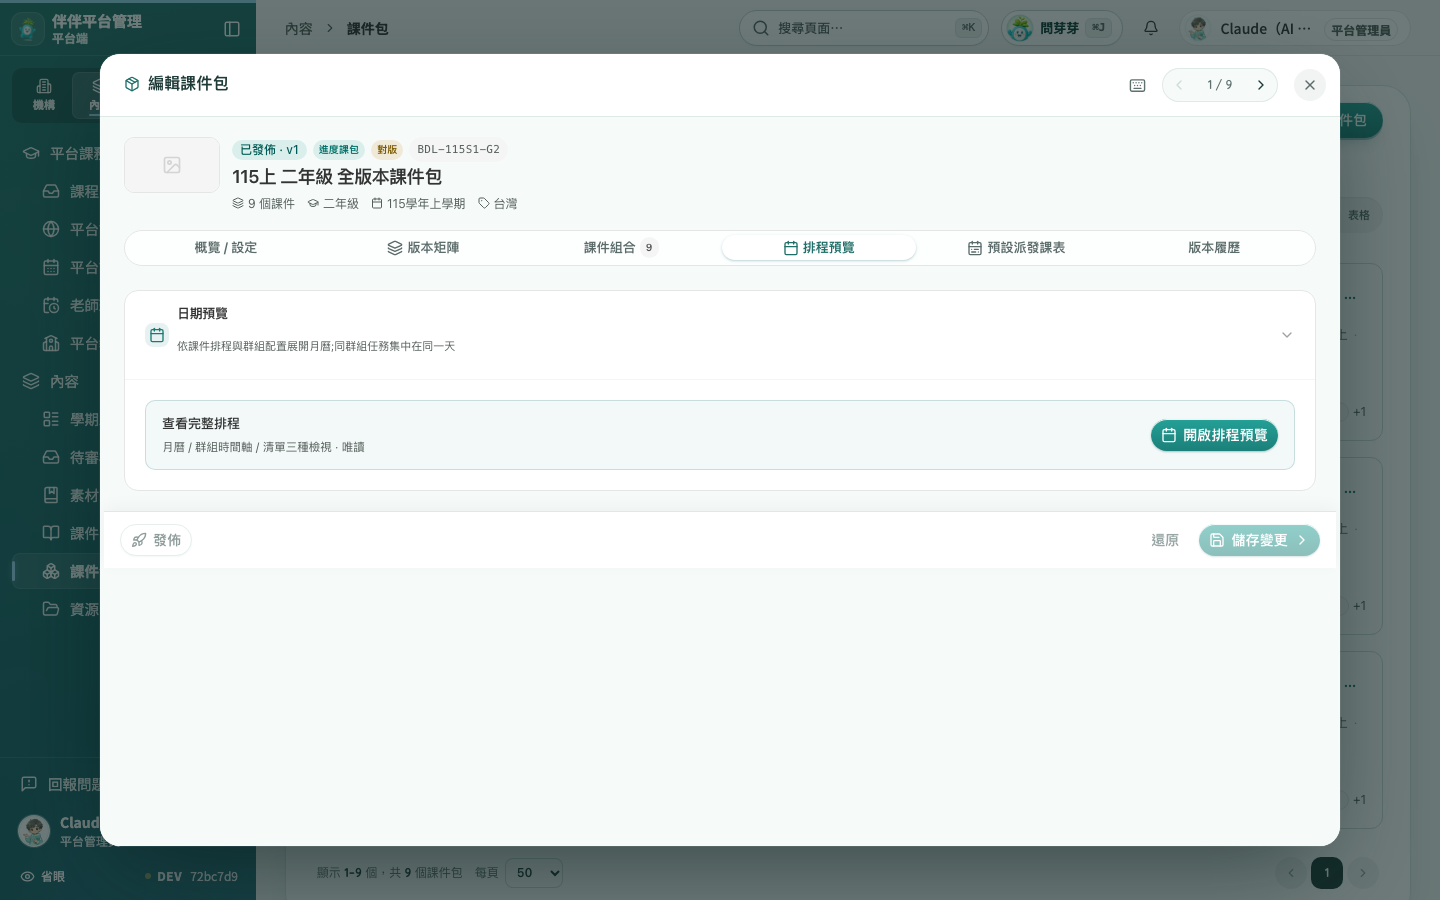 伴伴平台管理
平台端
內容 > 課件包
搜尋頁面…
⌘K
問芽芽
⌘J
Claude（AI …
平台管理員
機構
平台課
課程
平台
平台
老師
平台
內容
學期
待審
素材
課件
課件
資源
回報問題
Claud
平台管理
省眼
DEV 72bc7d9
編輯課件包
1 / 9
件包
已發佈 · v1
進度課包
對版
BDL-115S1-G2
115上 二年級 全版本課件包
9 個課件
二年級
115學年上學期
台灣
表格
概覽 / 設定
版本矩陣
課件組合 9
排程預覽
預設派發課表
版本履歷
日期預覽
依課件排程與群組配置展開月曆;同群組任務集中在同一天
查看完整排程
月曆 / 群組時間軸 / 清單三種檢視 · 唯讀
開啟排程預覽
發佈
還原
儲存變更
+1
+1
+1
顯示 1-9 個 · 共 9 個課件包
每頁
50
1